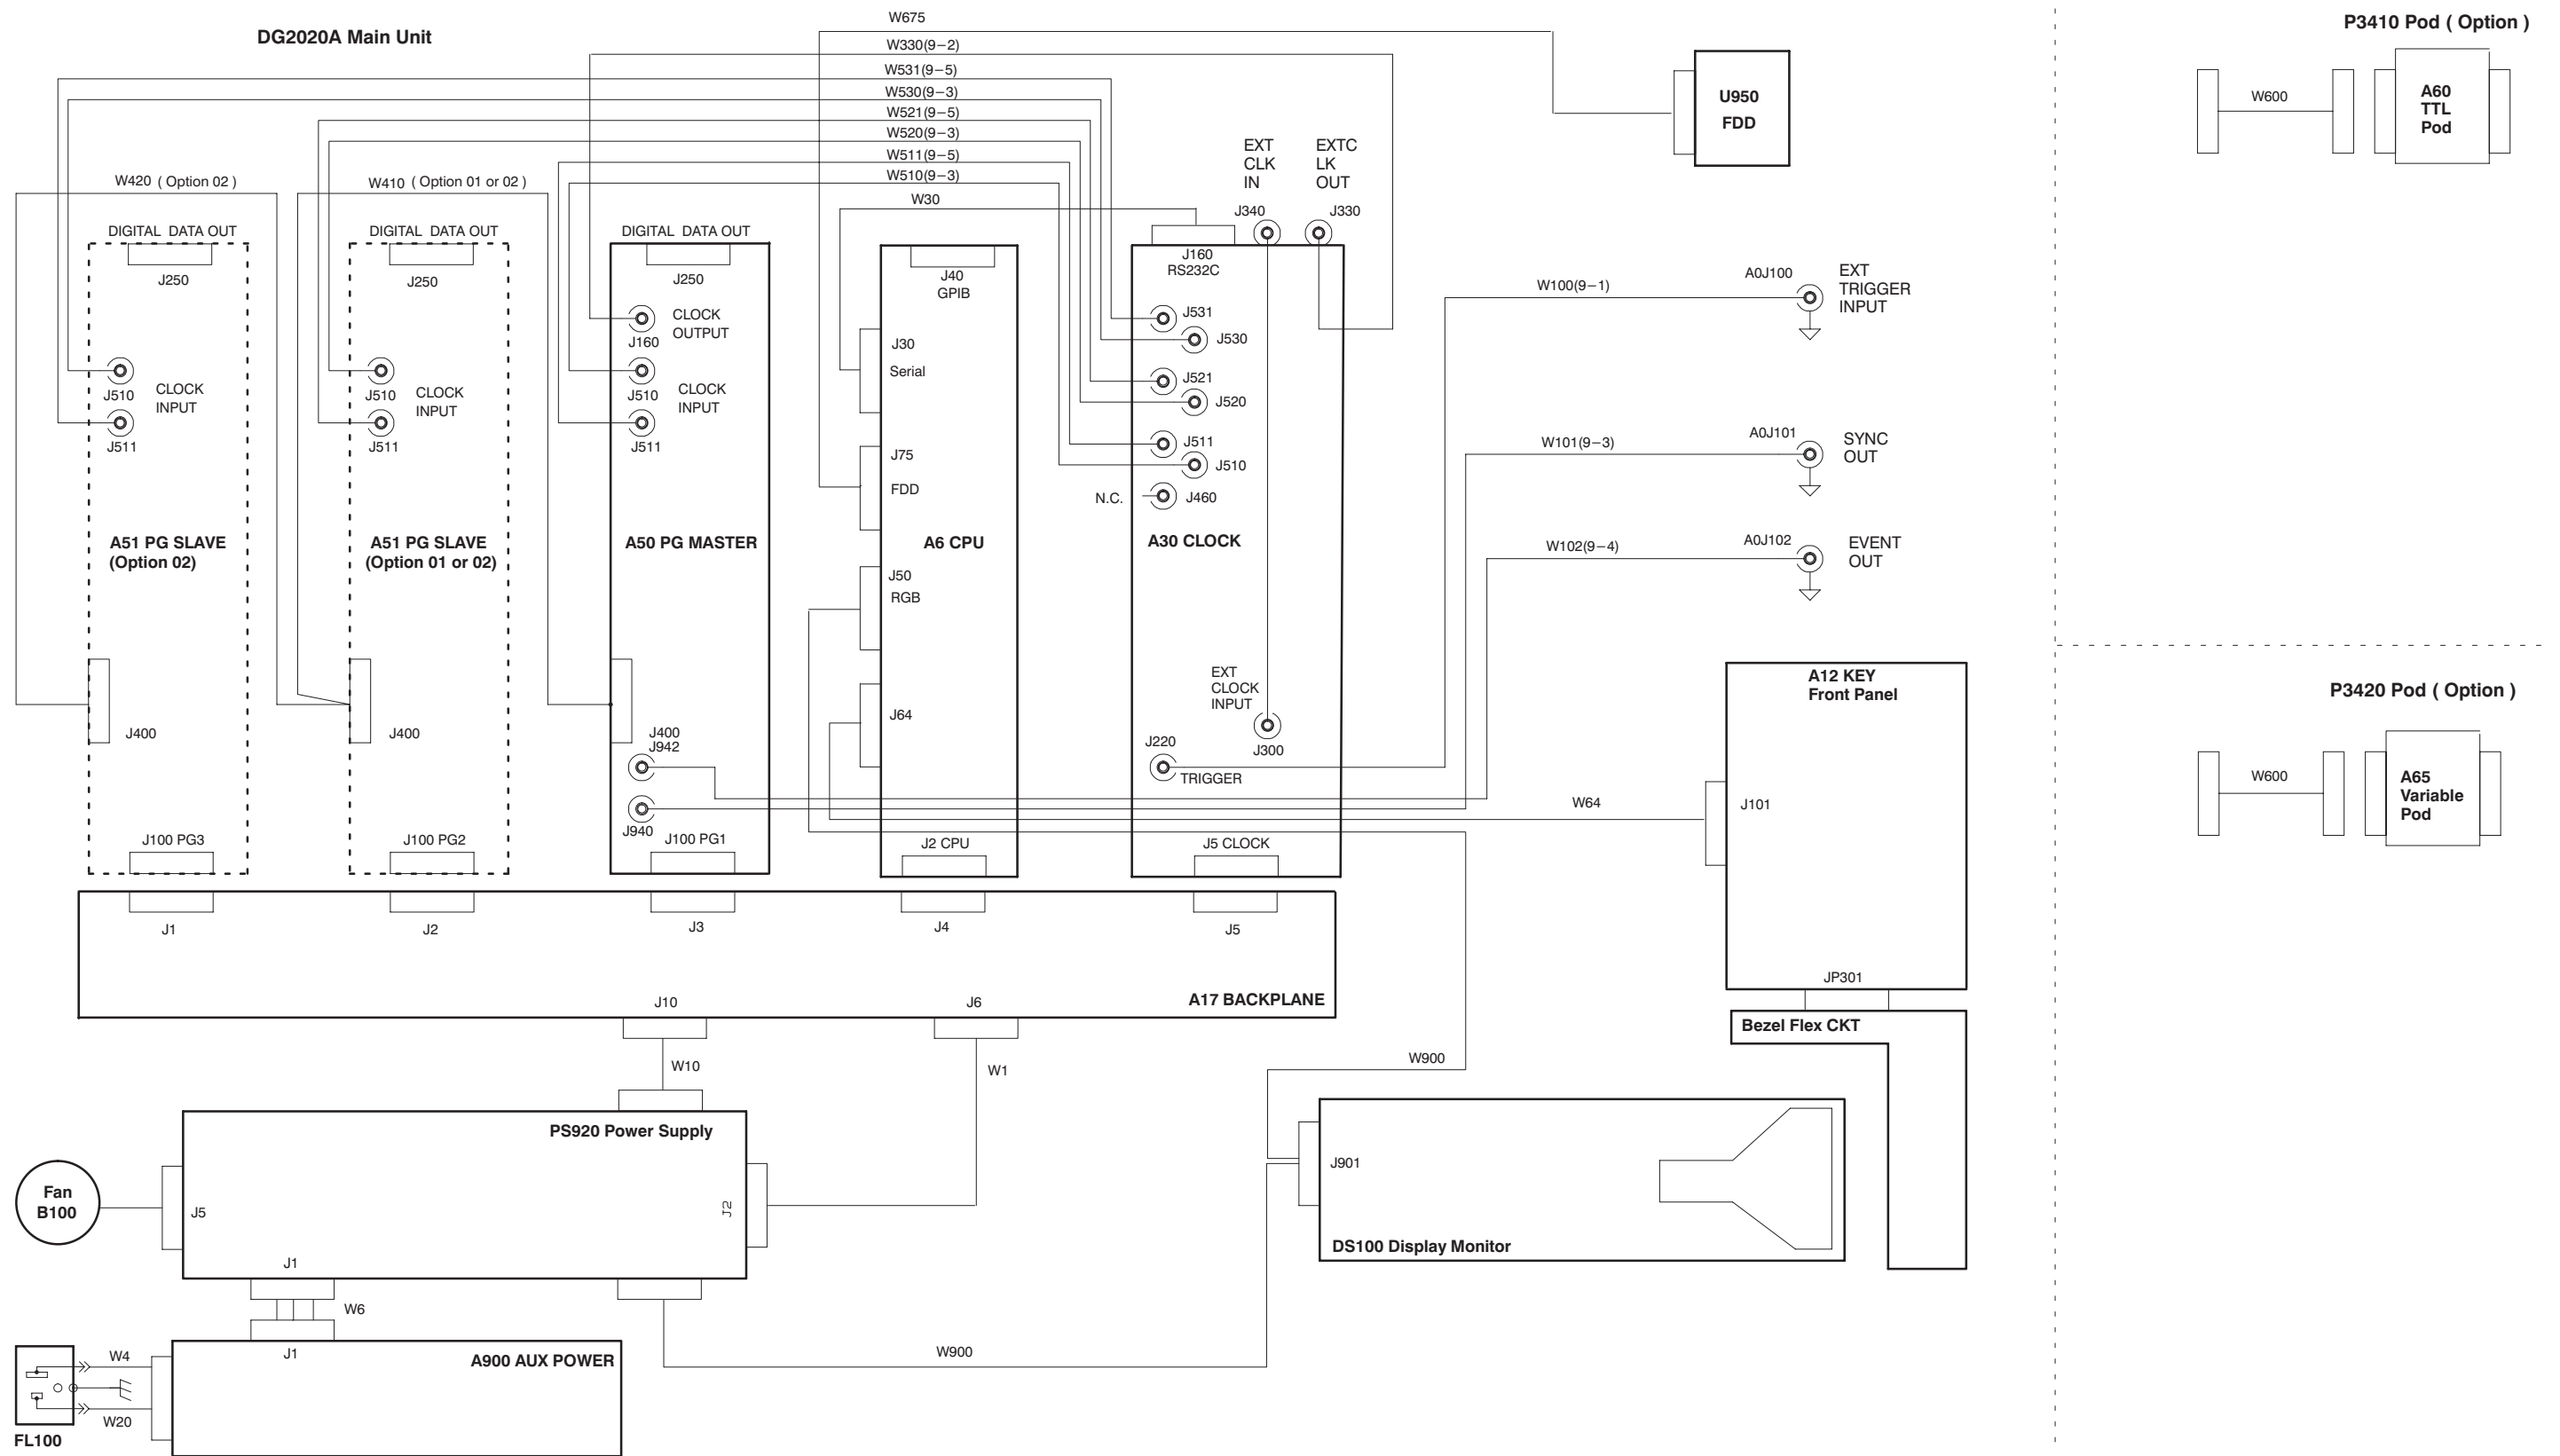 DG2020A Main Unit
P3410 Pod ( Option )
W675
W330(9−2)
W531(9−5)
W530(9−3)
W521(9−5)
W520(9−3)
W511(9−5)
W510(9−3)
W30
U950
FDD
W600
A60
TTL
Pod
EXT
CLK
IN
EXTC
LK
OUT
J340
J330
W420 ( Option 02 )
W410 ( Option 01 or 02 )
DIGITAL DATA OUT
J250
J510
CLOCK
INPUT
J511
A51 PG SLAVE
(Option 02)
J400
J100 PG3
DIGITAL DATA OUT
J250
J510
CLOCK
INPUT
J511
A51 PG SLAVE
(Option 01 or 02)
J400
J100 PG2
DIGITAL DATA OUT
J250
CLOCK
OUTPUT
J160
J510
CLOCK
INPUT
J511
A50 PG MASTER
J400
J942
J940
J100 PG1
J40
GPIB
J30
Serial
J75
FDD
A6 CPU
J50
RGB
J64
J2 CPU
J160
RS232C
J531
J530
J521
J520
J511
J510
N.C.
J460
A30 CLOCK
EXT
CLOCK
INPUT
J300
J220
TRIGGER
J5 CLOCK
W100(9−1)
A0J100
EXT
TRIGGER
INPUT
W101(9−3)
A0J101
SYNC
OUT
W102(9−4)
A0J102
EVENT
OUT
A12 KEY
Front Panel
W64
J101
JP301
Bezel Flex CKT
P3420 Pod ( Option )
W600
A65
Variable
Pod
J1
J2
J3
J4
J5
J10
J6
A17 BACKPLANE
W10
W1
W900
PS920 Power Supply
Fan
B100
J5
J2
J1
J901
DS100 Display Monitor
W6
W900
W4
J1
A900 AUX POWER
W20
FL100